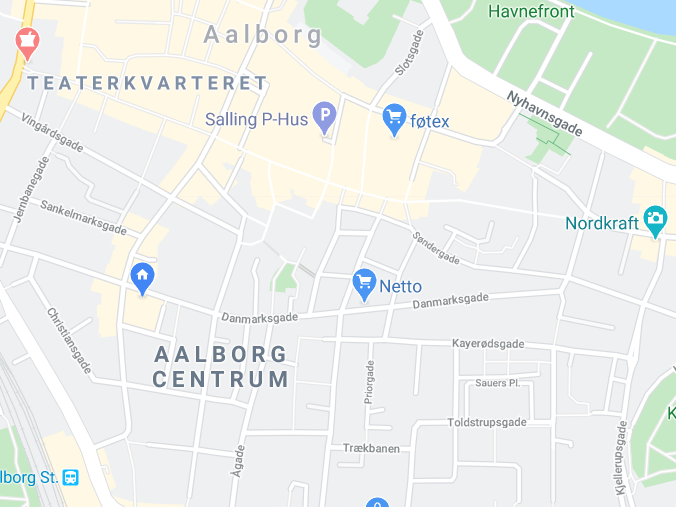 Havnefront
Aalborg
Slotsgade
TEATERKVARTERET
Nyhavnsgade
Salling P-Hus
P
føtex
Vingårdsgade
Jernbanegade
Sankelmarksgade
Nordkraft
Søndergade
Netto
Danmarksgade
Danmarksgade
Christiansgade
Kayerødsgade
AALBORG
CENTRUM
Priorgade
Sauers Pl.
K
Toldstrupsgade
Kjellerupsgade
Trækbanen
Ågade
lborg St.